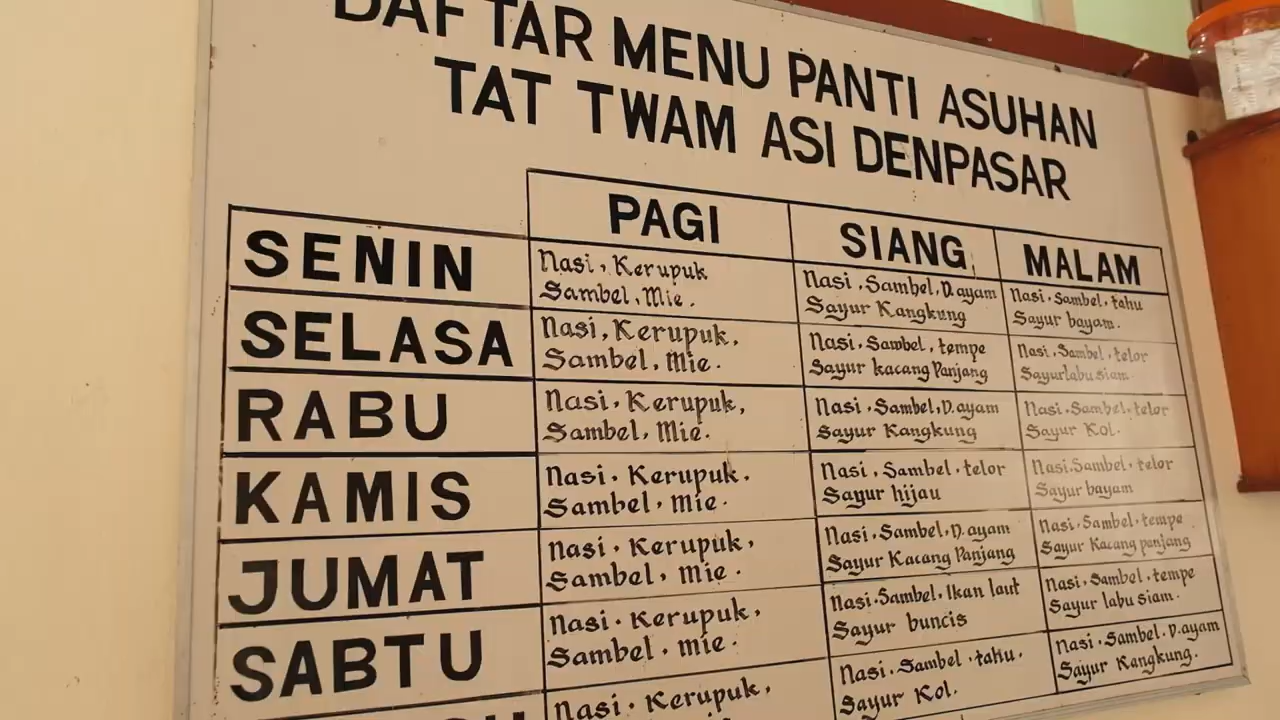 DAFTAR MENU PANTI ASUHAN
TAT TWAM ASI DENPASAR
PAGI
SIANG
MALAM
SENIN
Nasi, Kerupuk
Sambel, Mie.
Nasi, Sambel, D.ayam
Sayur Kangkung
Nasi, Sambel, tahu
Sayur bayam.
SELASA
Nasi, Kerupuk,
Sambel, Mie.
Nasi, Sambel, tempe
Sayur kacang Panjang
Nasi, Sambel, telor
Sayur labu siam.
RABU
Nasi, Kerupuk,
Sambel, Mie.
Nasi, Sambel, D.ayam
Sayur Kangkung
Nasi, Sambel, telor
Sayur Kol.
KAMIS
Nasi, Kerupuk,
Sambel, mie.
Nasi, Sambel, telor
Sayur hijau
Nasi, Sambel, telor
Sayur bayam
JUMAT
Nasi, Kerupuk,
Sambel, mie.
Nasi, Sambel, D.ayam
Sayur Kacang Panjang
Nasi, Sambel, tempe
Sayur Kacang panjang
SABTU
Nasi, Kerupuk,
Sambel, mie.
Nasi, Sambel, Ikan laut
Sayur buncis
Nasi, Sambel, tempe
Sayur labu siam.
Nasi, Kerupuk,
Nasi, Sambel, tahu.
Sayur Kol.
Nasi, Sambel, D.ayam
Sayur Kangkung.